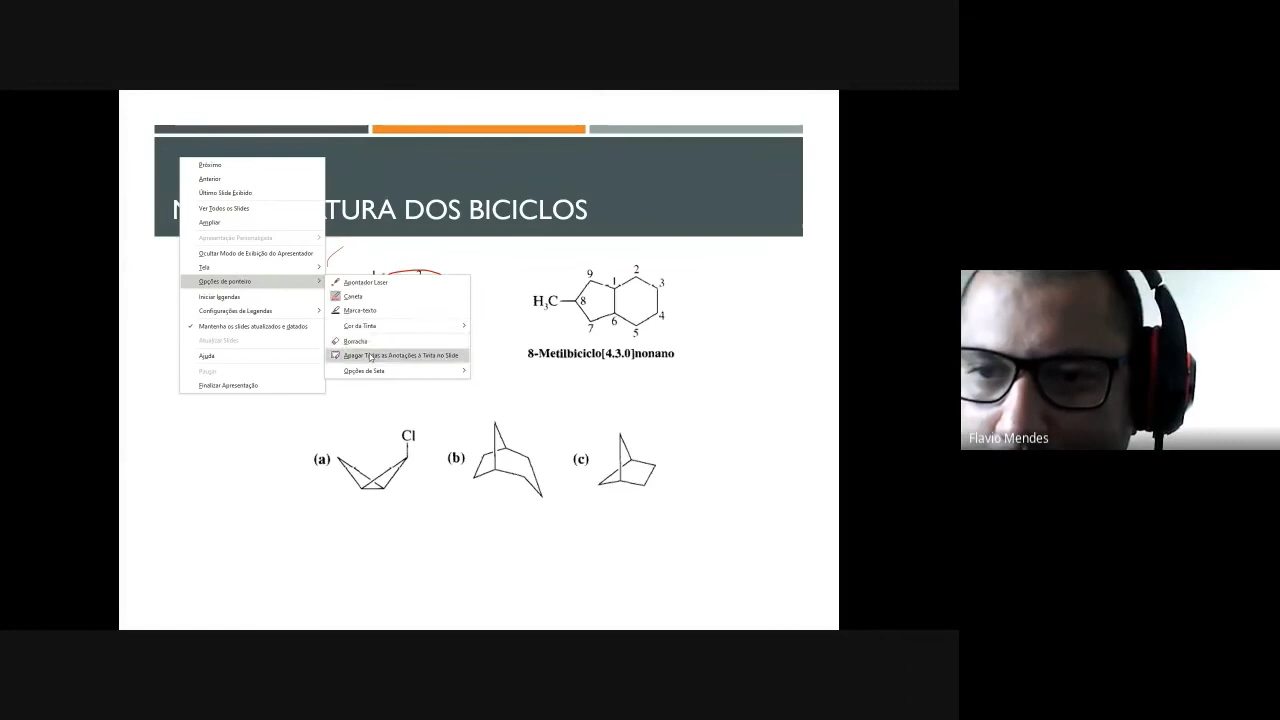 Próximo
Anterior
Último Slide Exibido
Ver Todos os Slides
Ampliar
Apresentação Personalizada
Ocultar Modo de Exibição do Apresentador
Tela
Opções de ponteiro
Iniciar legendas
Configurações de Legendas
Mantenha os slides atualizados e datados
Atualizar Slides
Ajuda
Pausar
Finalizar Apresentação
ATURA DOS BICICLOS
Apontador Laser
Caneta
Marca-texto
Cor da Tinta
Borracha
Apagar Todas as Anotações à Tinta no Slide
Opções de Seta
9
1
2
3
H3C
8
4
7
6
5
8-Metilbiciclo[4.3.0]nonano
(a)
Cl
(b)
(c)
Flavio Mendes